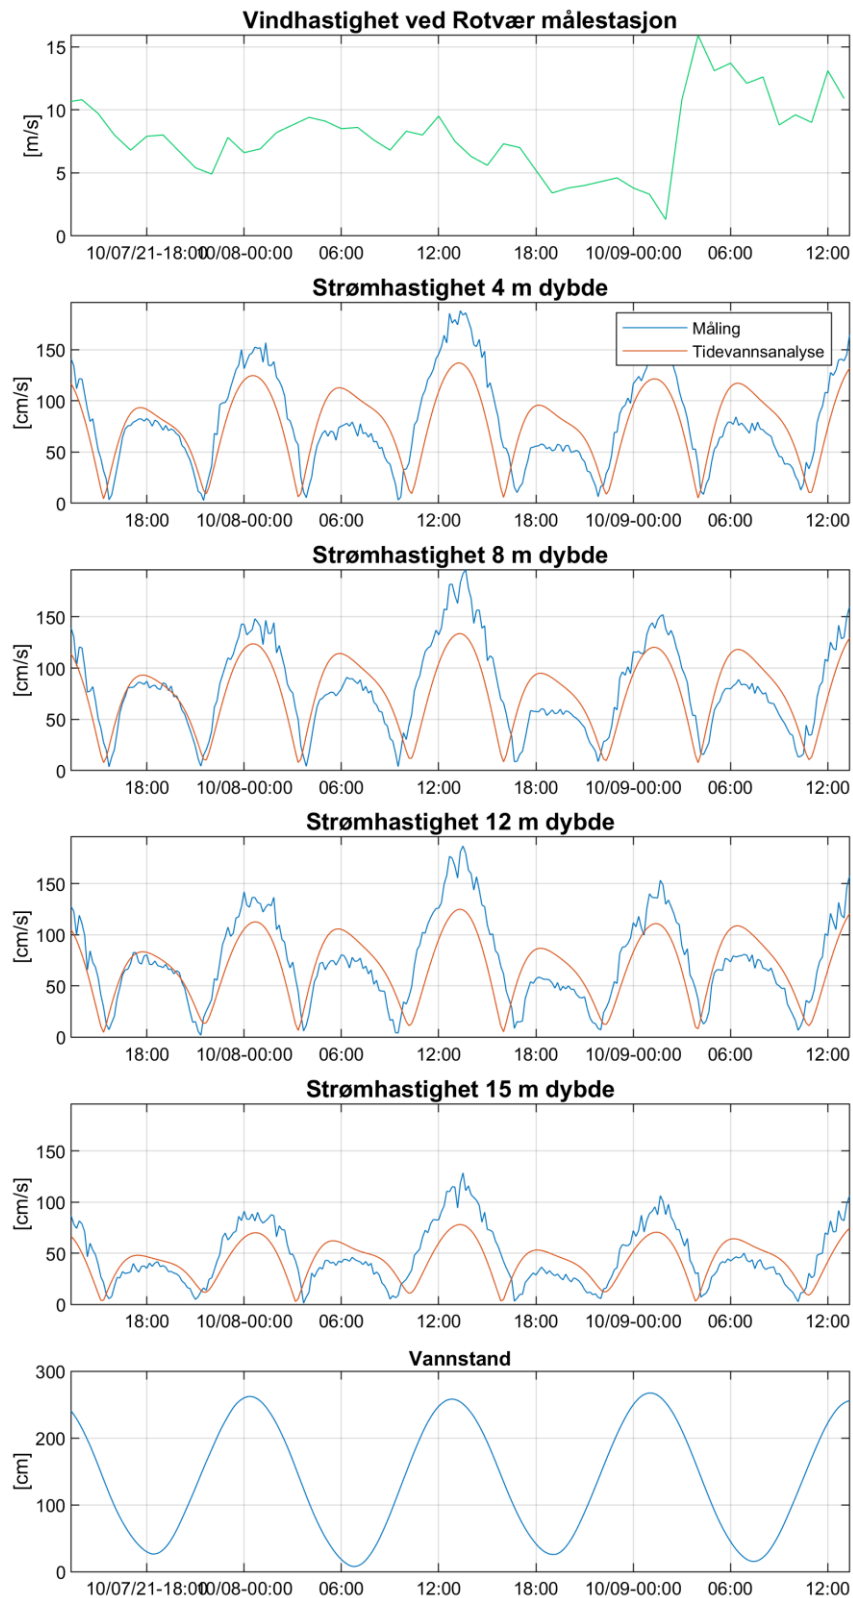 Vindhastighet ved Rotvær målestasjon
15
10
5
0
[m/s]
10/07/21-18:00 10/08-00:00 06:00 12:00 18:00 10/09-00:00 06:00 12:00
Strømhastighet 4 m dybde
Måling
Tidevannsanalyse
150
100
50
0
[cm/s]
18:00 10/08-00:00 06:00 12:00 18:00 10/09-00:00 06:00 12:00
Strømhastighet 8 m dybde
150
100
50
0
[cm/s]
18:00 10/08-00:00 06:00 12:00 18:00 10/09-00:00 06:00 12:00
Strømhastighet 12 m dybde
150
100
50
0
[cm/s]
18:00 10/08-00:00 06:00 12:00 18:00 10/09-00:00 06:00 12:00
Strømhastighet 15 m dybde
150
100
50
0
[cm/s]
18:00 10/08-00:00 06:00 12:00 18:00 10/09-00:00 06:00 12:00
Vannstand
300
200
100
0
[cm]
10/07/21-18:00 10/08-00:00 06:00 12:00 18:00 10/09-00:00 06:00 12:00